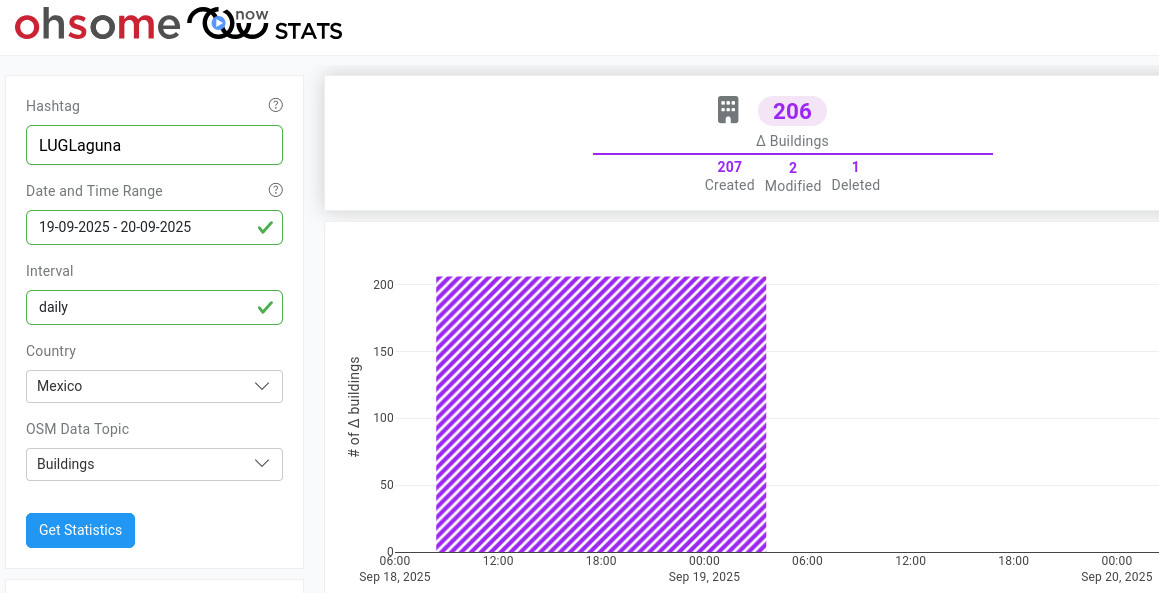 ohsome now STATS
Hashtag
LUGLaguna
Date and Time Range
19-09-2025 - 20-09-2025
Interval
daily
Country
Mexico
OSM Data Topic
Buildings
Get Statistics
206
Δ Buildings
207 2 1
Created Modified Deleted
# of Δ buildings
200
150
100
50
0
06:00 12:00 18:00 00:00 06:00 12:00 18:00 00:00
Sep 18, 2025 Sep 19, 2025 Sep 20, 2025